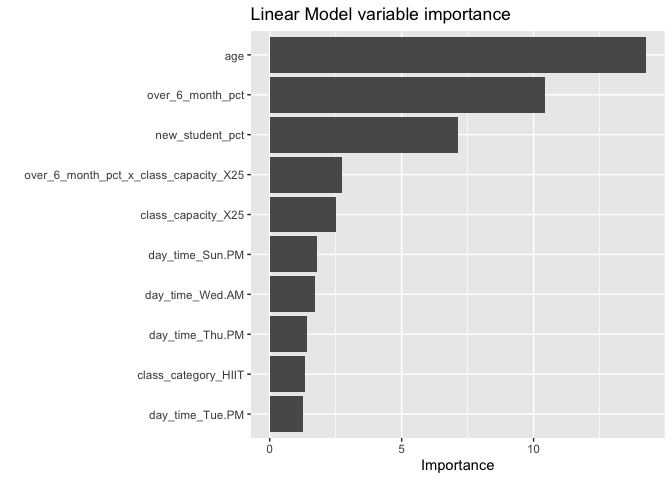 Linear Model variable importance
age
over_6_month_pct
new_student_pct
over_6_month_pct_x_class_capacity_X25
class_capacity_X25
day_time_Sun.PM
day_time_Wed.AM
day_time_Thu.PM
class_category_HIIT
day_time_Tue.PM
0 5 10
Importance